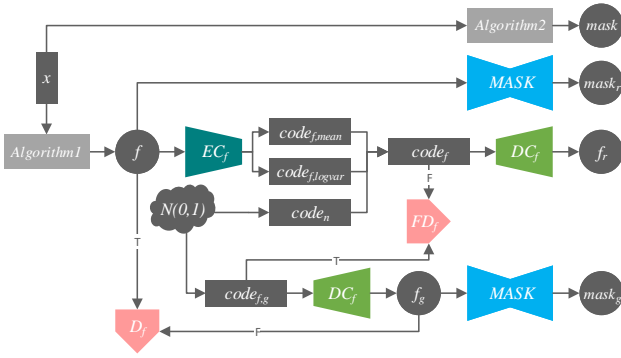 Algorithm2
mask
x
MASK
mask_r
Algorithm1
f
EC_f
code_f,mean
code_f,logvar
code_n
code_f
DC_f
f_r
F
N(0,1)
FD_f
T
T
code_f,g
DC_f
f_g
MASK
mask_g
D_f
F